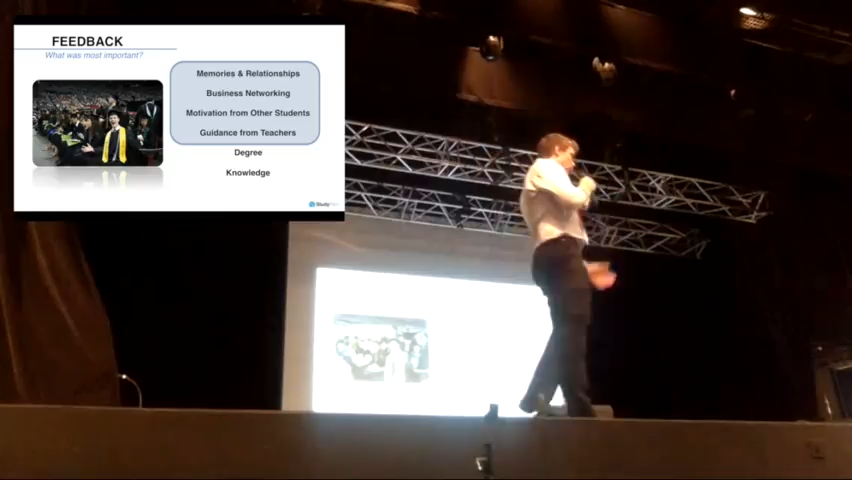 FEEDBACK
What was most important?
Memories & Relationships
Business Networking
Motivation from Other Students
Guidance from Teachers
Degree
Knowledge